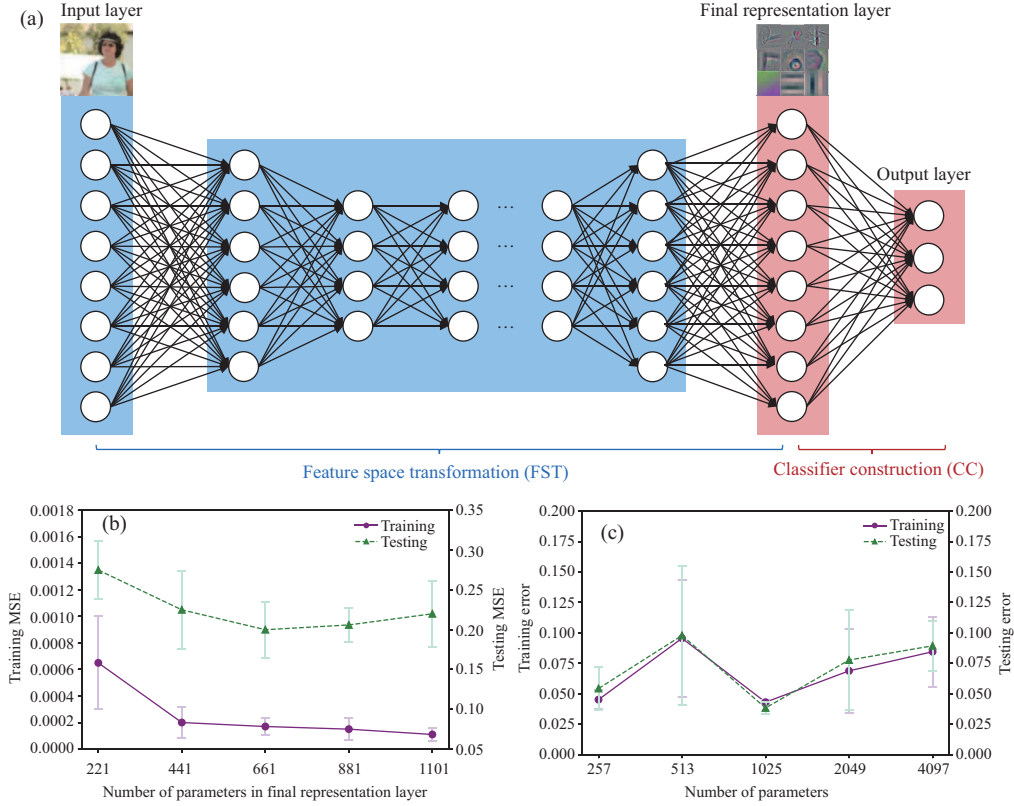 (a)
Input layer
Final representation layer
Output layer
...
...
...
...
Feature space transformation (FST)
Classifier construction (CC)
(b)
Training
Testing
Training MSE
0.0018
0.0016
0.0014
0.0012
0.0010
0.0008
0.0006
0.0004
0.0002
0.0000
Testing MSE
0.35
0.30
0.25
0.20
0.15
0.10
0.05
221 441 661 881 1101
Number of parameters in final representation layer
(c)
Training
Testing
Training error
0.200
0.175
0.150
0.125
0.100
0.075
0.050
0.025
0.000
Testing error
0.200
0.175
0.150
0.125
0.100
0.075
0.050
0.025
0.000
257 513 1025 2049 4097
Number of parameters